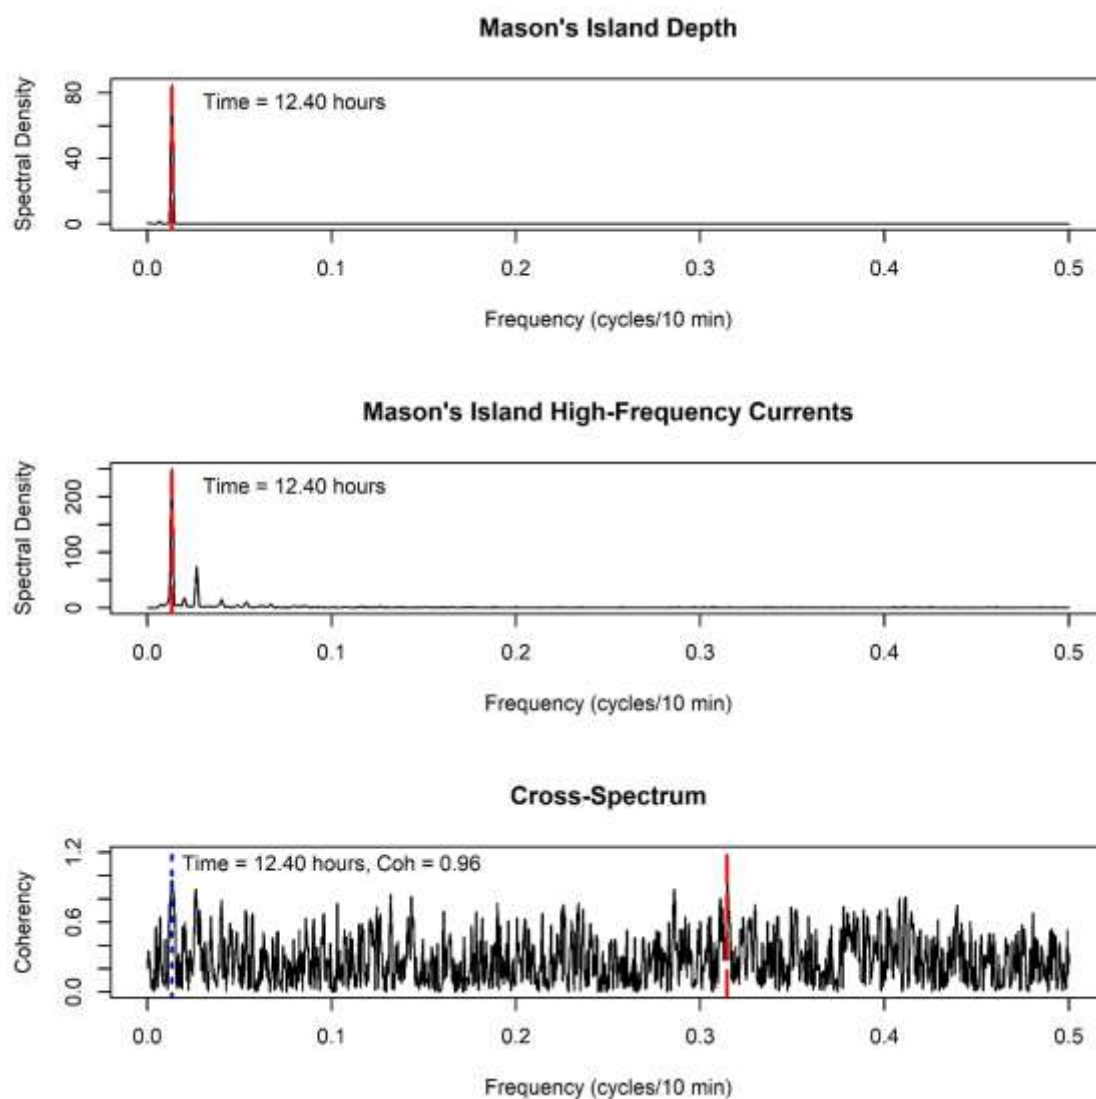 Mason's Island Depth
Spectral Density
0 40 80
Time = 12.40 hours
0.0 0.1 0.2 0.3 0.4 0.5
Frequency (cycles/10 min)
Mason's Island High-Frequency Currents
Spectral Density
0 100 200
Time = 12.40 hours
0.0 0.1 0.2 0.3 0.4 0.5
Frequency (cycles/10 min)
Cross-Spectrum
Coherency
0.0 0.6 1.2
Time = 12.40 hours, Coh = 0.96
0.0 0.1 0.2 0.3 0.4 0.5
Frequency (cycles/10 min)